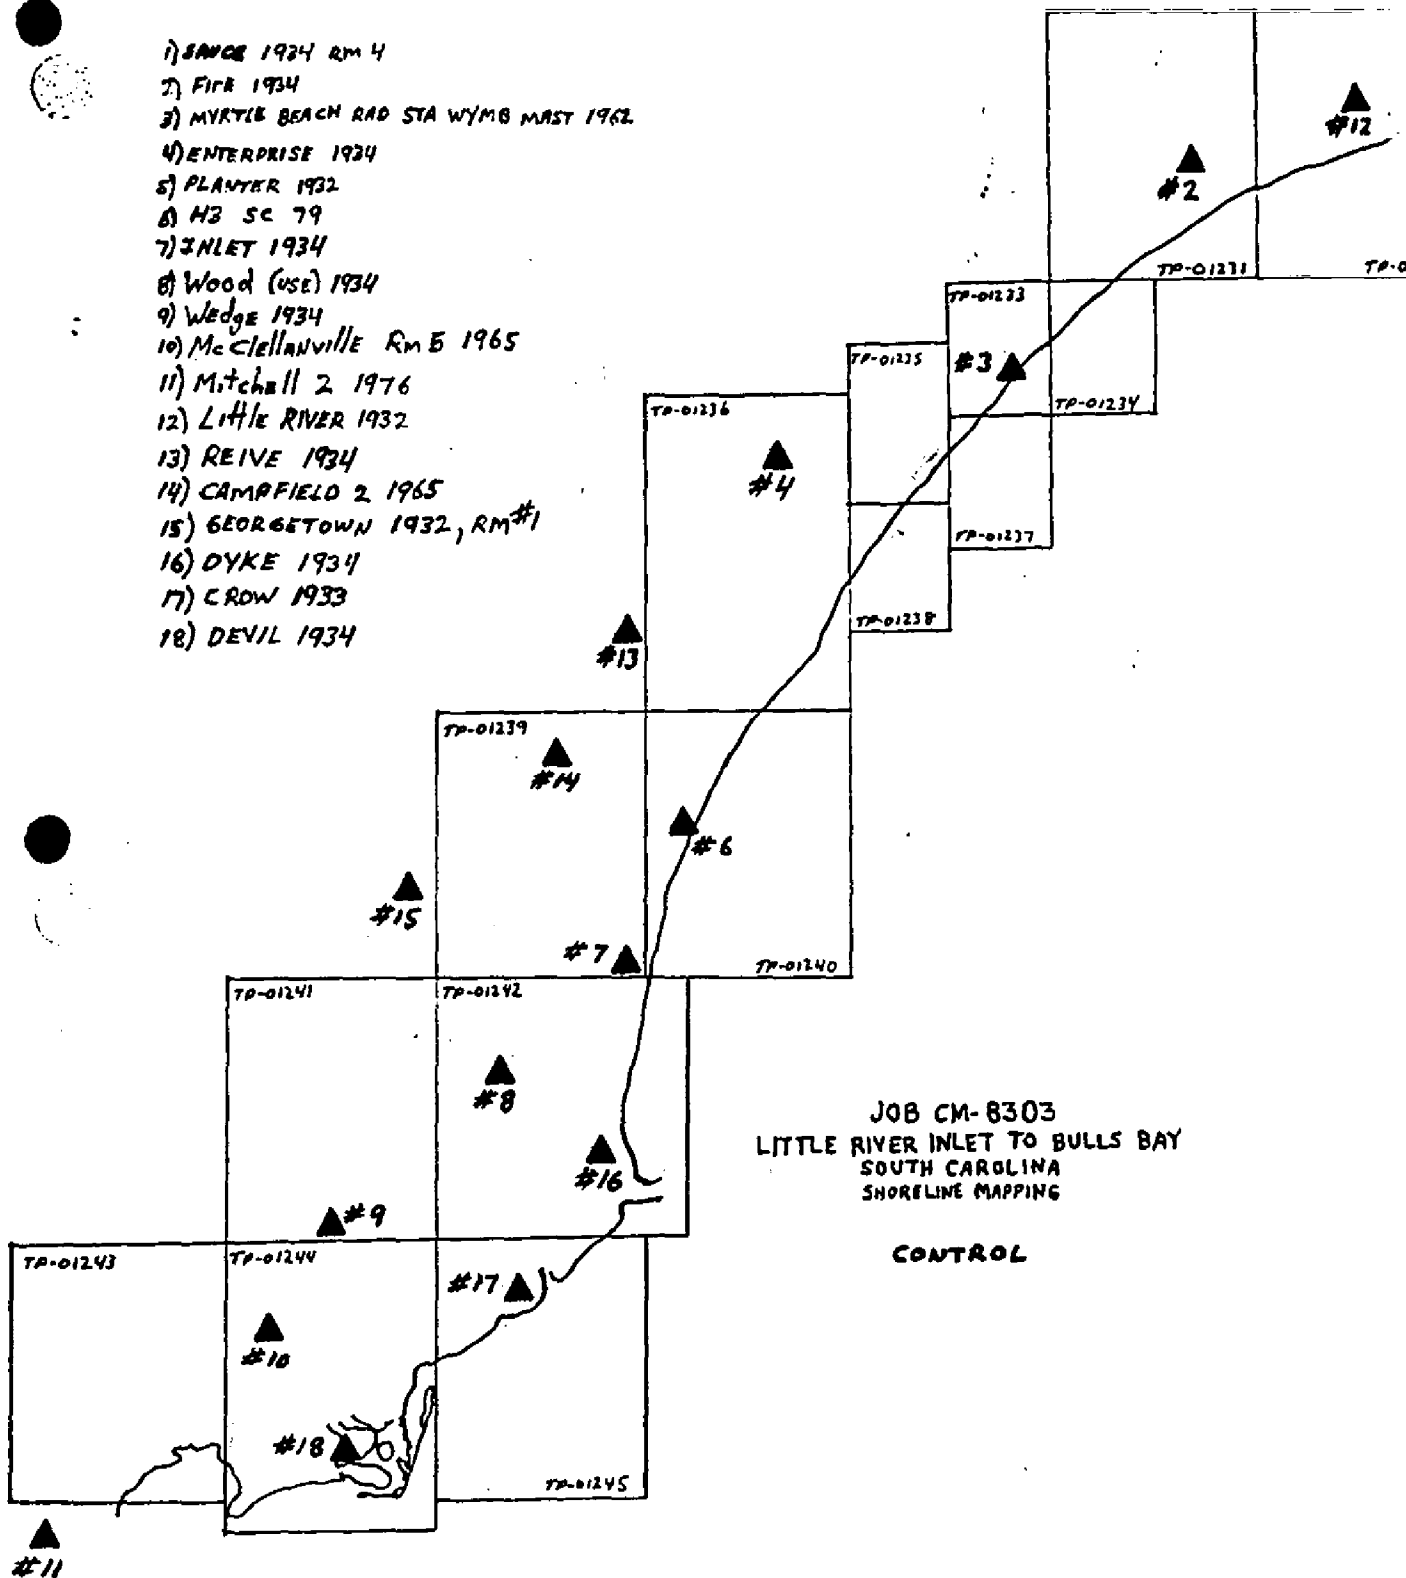 1) 1934 RM 4
2) FIRE 1934
3) MYRTLE BEACH RAD STA WYMB MAST 1962
4) ENTERPRISE 1934
5) PLANTER 1932
6) H3 SC 79
7) INLET 1934
8) Wood (USE) 1934
9) Wedge 1934
10) McClellanville Rm 5 1965
11) Mitchell 2 1976
12) Little RIVER 1932
13) REIVE 1934
14) CAMPFIELD 2 1965
15) GEORGETOWN 1932, RM#1
16) DYKE 1934
17) CROW 1933
18) DEVIL 1934
#12
#2
TP-01231
TP-0
TP-01233
TP-01235
#3
TP-01234
TP-01236
#4
TP-01237
TP-01238
#13
TP-01239
#14
#6
#15
#7
TP-01240
TP-01241
TP-01242
#8
#16
JOB CM-8303
LITTLE RIVER INLET TO BULLS BAY
SOUTH CAROLINA
SHORELINE MAPPING
CONTROL
#9
TP-01243
TP-01244
#17
#10
#18
TP-01245
#11